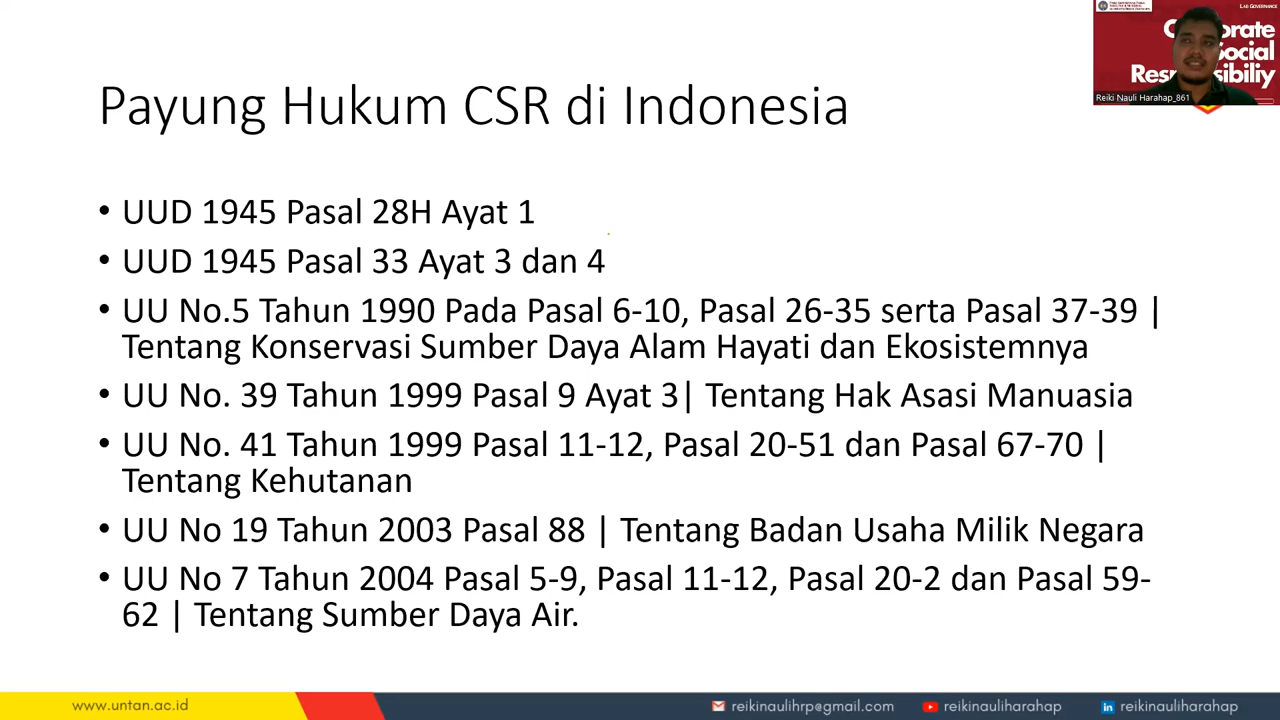 LAB GOVERNANCE
Corporate
Social
Responsibiliy
Reiki Nauli Harahap_861
Payung Hukum CSR di Indonesia
• UUD 1945 Pasal 28H Ayat 1
• UUD 1945 Pasal 33 Ayat 3 dan 4
• UU No.5 Tahun 1990 Pada Pasal 6-10, Pasal 26-35 serta Pasal 37-39 |
Tentang Konservasi Sumber Daya Alam Hayati dan Ekosistemnya
• UU No. 39 Tahun 1999 Pasal 9 Ayat 3| Tentang Hak Asasi Manuasia
• UU No. 41 Tahun 1999 Pasal 11-12, Pasal 20-51 dan Pasal 67-70 |
Tentang Kehutanan
• UU No 19 Tahun 2003 Pasal 88 | Tentang Badan Usaha Milik Negara
• UU No 7 Tahun 2004 Pasal 5-9, Pasal 11-12, Pasal 20-2 dan Pasal 59-
62 | Tentang Sumber Daya Air.
www.untan.ac.id
reikinaulihrp@gmail.com
reikinauliharahap
reikinauliharahap